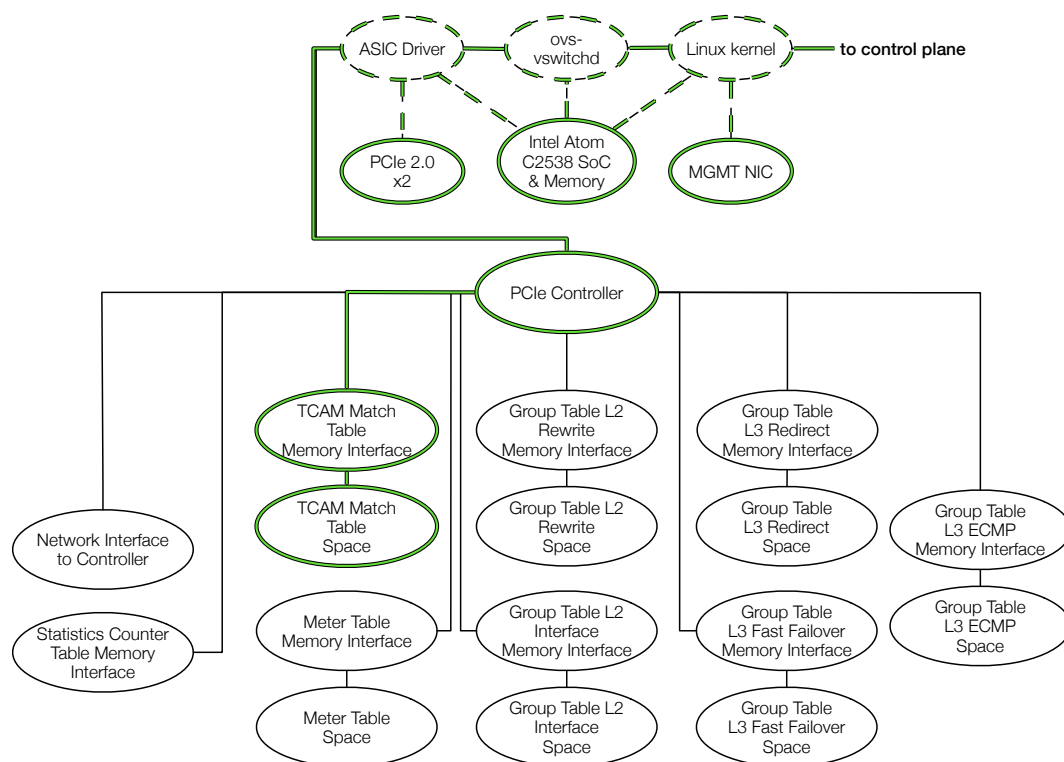 ASIC Driver
ovs-
vswitchd
Linux kernel
to control plane
PCIe 2.0
x2
Intel Atom
C2538 SoC
& Memory
MGMT NIC
PCIe Controller
TCAM Match
Table
Memory Interface
Group Table L2
Rewrite
Memory Interface
Group Table
L3 Redirect
Memory Interface
TCAM Match
Table
Space
Group Table L2
Rewrite
Space
Group Table
L3 Redirect
Space
Network Interface
to Controller
Group Table
L3 ECMP
Memory Interface
Statistics Counter
Table Memory
Interface
Meter Table
Memory Interface
Group Table L2
Interface
Memory Interface
Group Table
L3 Fast Failover
Memory Interface
Group Table
L3 ECMP
Space
Meter Table
Space
Group Table L2
Interface
Space
Group Table
L3 Fast Failover
Space